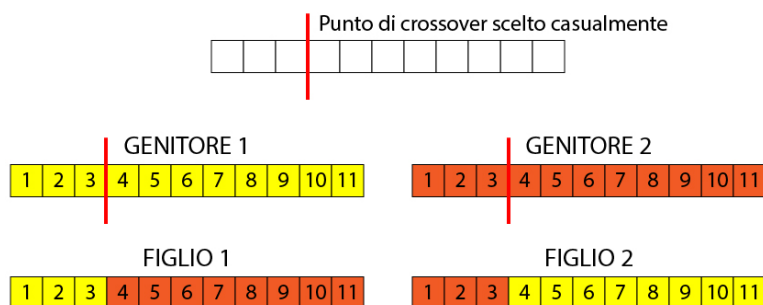 Punto di crossover scelto casualmente
GENITORE 1
GENITORE 2
1 2 3 4 5 6 7 8 9 10 11
1 2 3 4 5 6 7 8 9 10 11
FIGLIO 1
FIGLIO 2
1 2 3 4 5 6 7 8 9 10 11
1 2 3 4 5 6 7 8 9 10 11